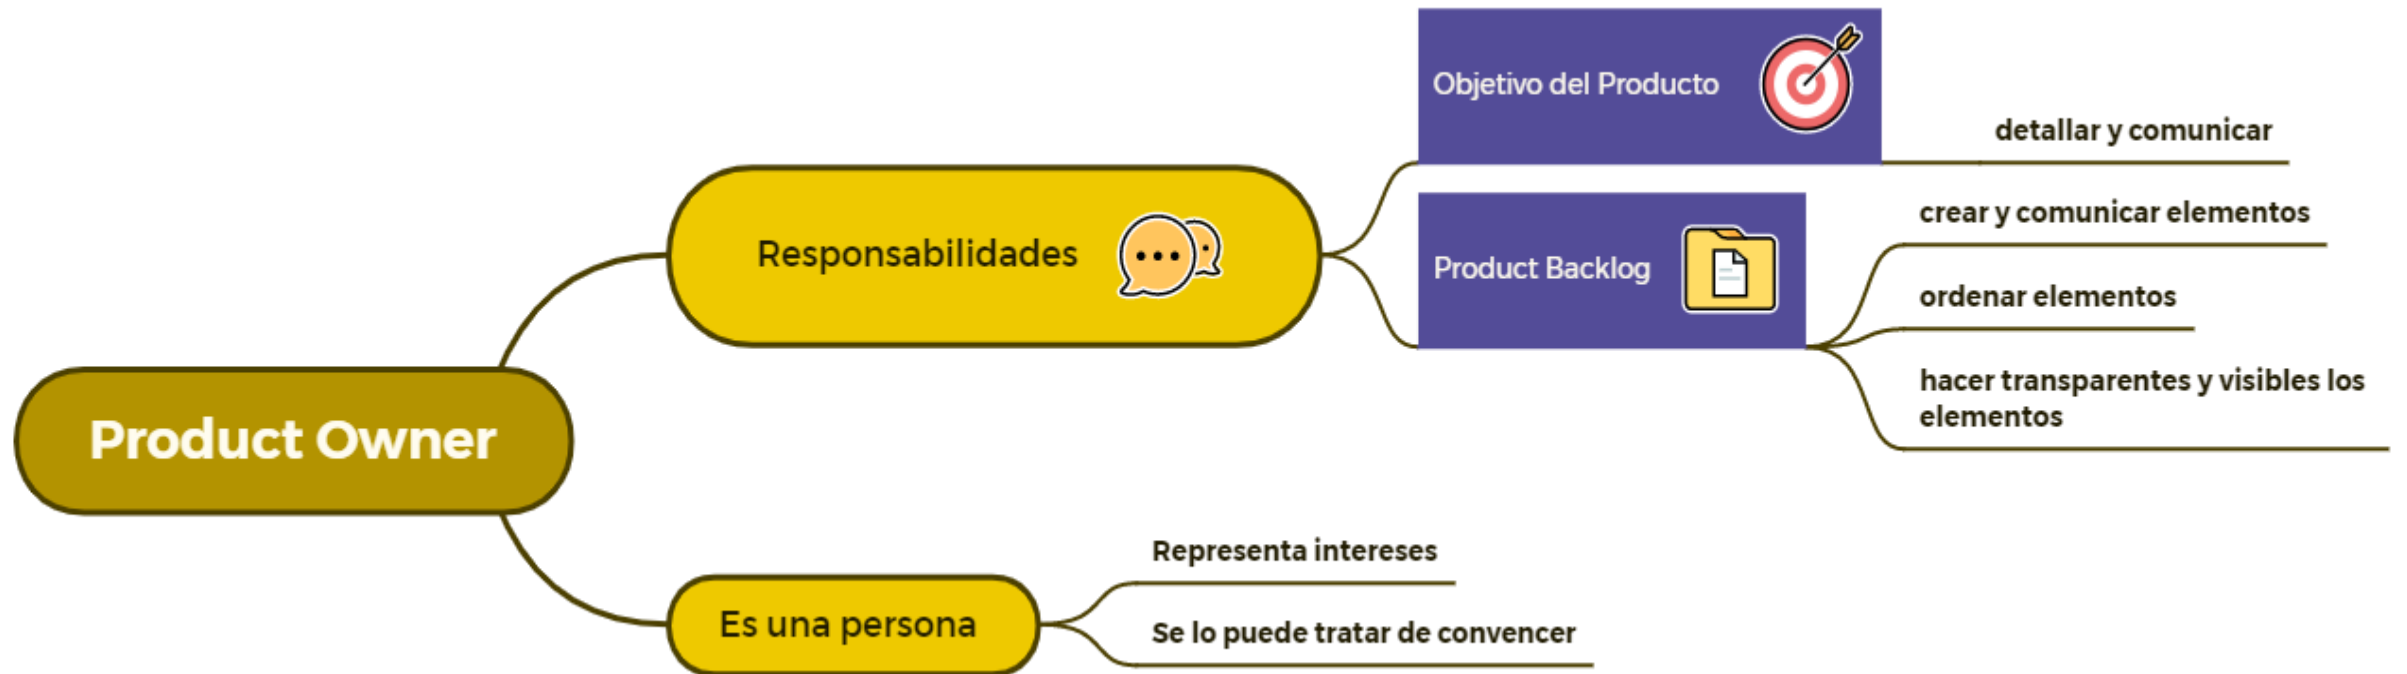 Product Owner
Responsabilidades
Objetivo del Producto
detallar y comunicar
Product Backlog
crear y comunicar elementos
ordenar elementos
hacer transparentes y visibles los
elementos
Es una persona
Representa intereses
Se lo puede tratar de convencer